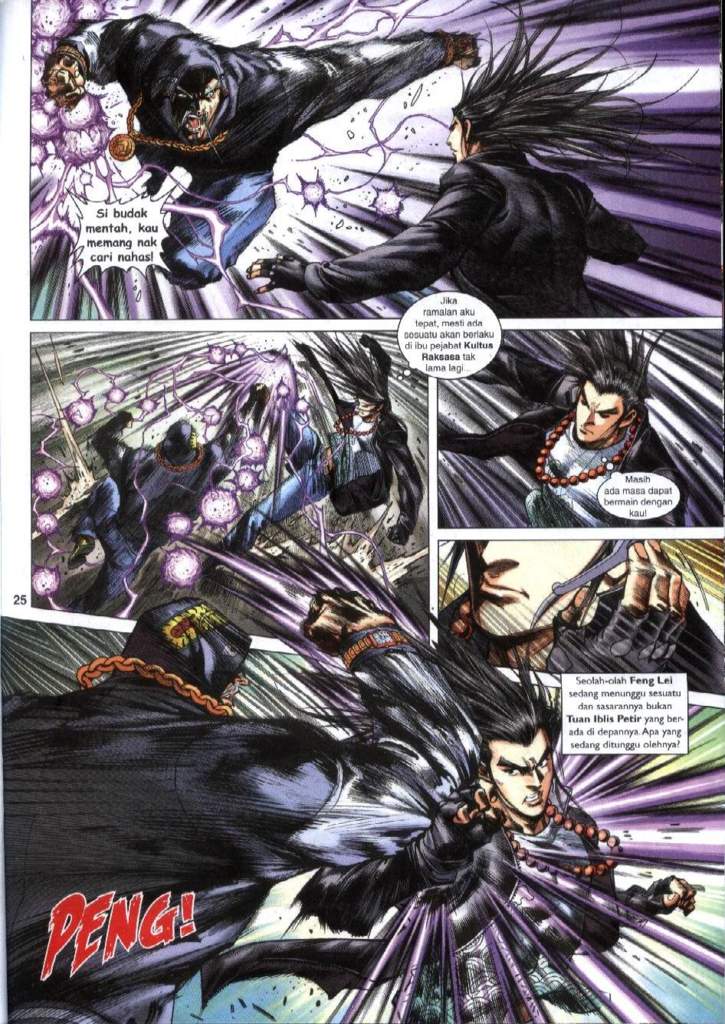 Si budak
mentah, kau
memang nak
cari nahas!
Jika
ramalan aku
tepat, mesti ada
sesuatu akan berlaku
di ibu pejabat Kultus
Raksasa tak
lama lagi...
Masih
ada masa dapat
bermain dengan
kau!
25
Seolah-olah Feng Lei
sedang menunggu sesuatu
dan sasarannya bukan
Tuan Iblis Petir yang ber-
ada di depannya. Apa yang
sedang ditunggu olehnya?
PENG!